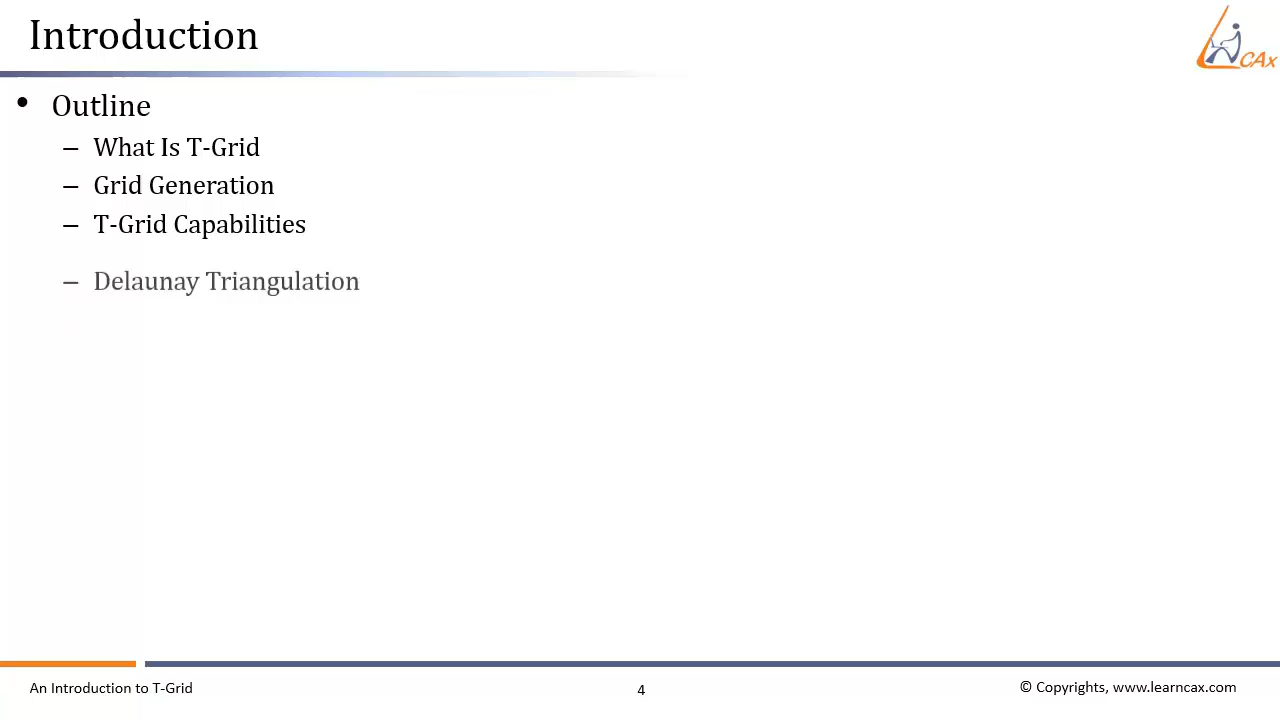 Introduction
CAx
• Outline
– What Is T-Grid
– Grid Generation
– T-Grid Capabilities
– Delaunay Triangulation
An Introduction to T-Grid
4
© Copyrights, www.learncax.com